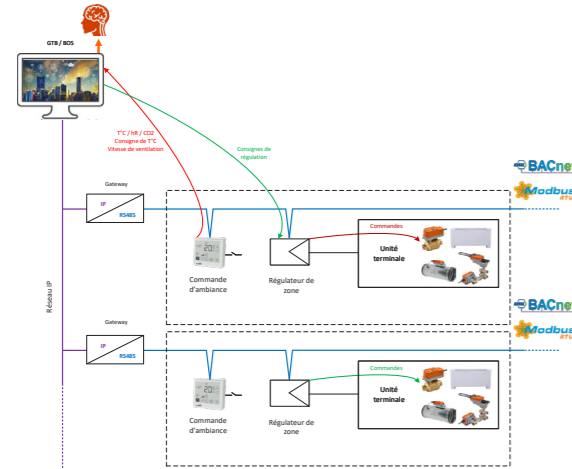 GTB / BOS
T°C / hR / CO2
Consigne de T°C
Vitesse de ventilation
Consignes de
régulation
Réseau IP
Gateway
IP
RS485
BACnet
Modbus
RTU
Commandes
Unité
terminale
Commande
d'ambiance
Régulateur de
zone
Gateway
IP
RS485
BACnet
Modbus
RTU
Commandes
Unité
terminale
Commande
d'ambiance
Régulateur de
zone